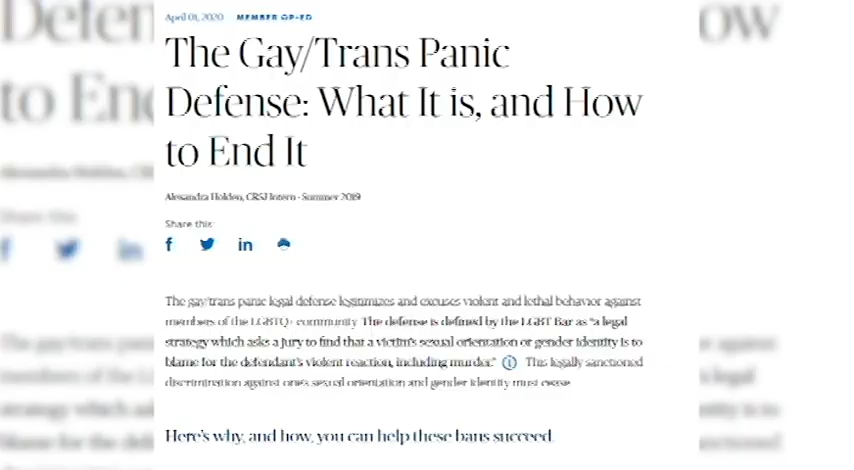 April 01, 2020 MEMBER OP-ED
The Gay/Trans Panic
Defense: What It is, and How
to End It
Alesandra Holden, CRSJ Intern - Summer 2019
Share this:
The gay/trans panic legal defense legitimizes and excuses violent and lethal behavior against
members of the LGBTQ+ community. The defense is defined by the LGBT Bar as “a legal
strategy which asks a jury to find that a victim’s sexual orientation or gender identity is to
blame for the defendant’s violent reaction, including murder.” This legally sanctioned
discrimination against one’s sexual orientation and gender identity must cease.
Here’s why, and how, you can help these bans succeed.